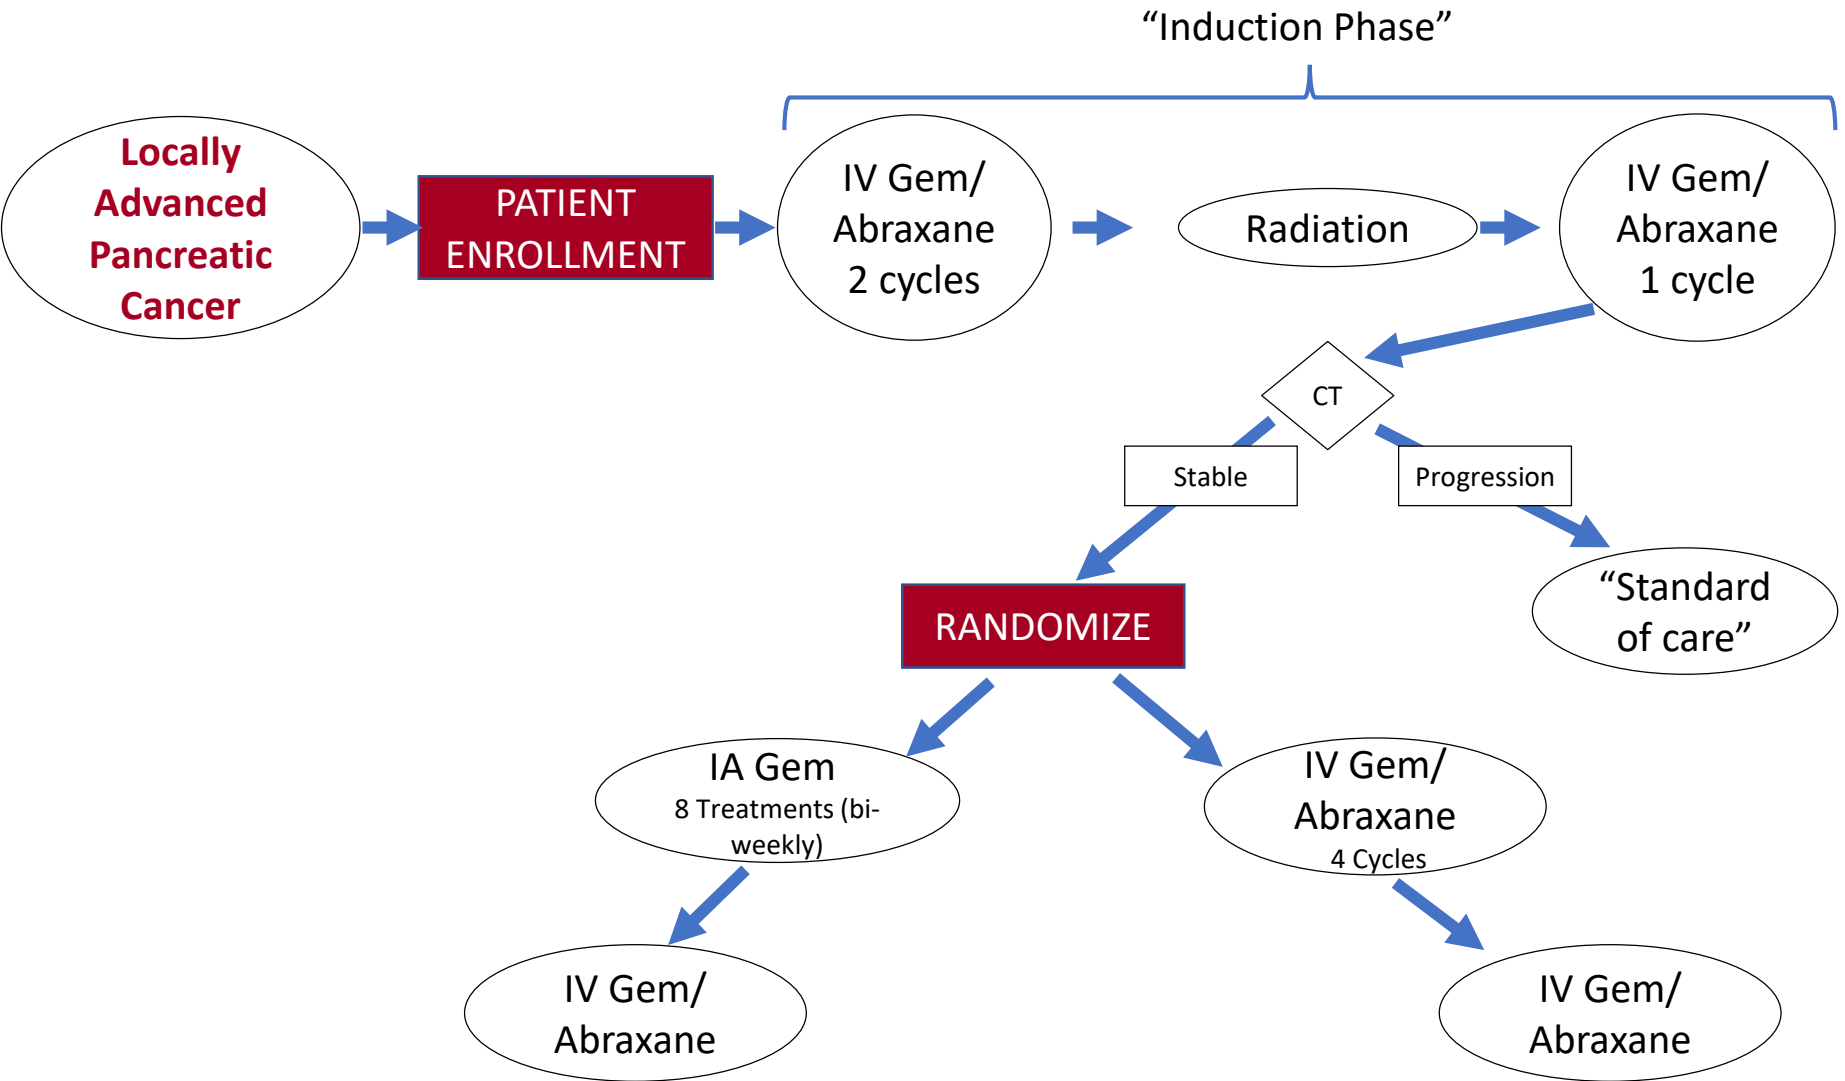 “Induction Phase”
Locally
Advanced
Pancreatic
Cancer
PATIENT
ENROLLMENT
IV Gem/
Abraxane
2 cycles
Radiation
IV Gem/
Abraxane
1 cycle
CT
Stable
Progression
“Standard
of care”
RANDOMIZE
IA Gem
8 Treatments (bi-
weekly)
IV Gem/
Abraxane
4 Cycles
IV Gem/
Abraxane
IV Gem/
Abraxane